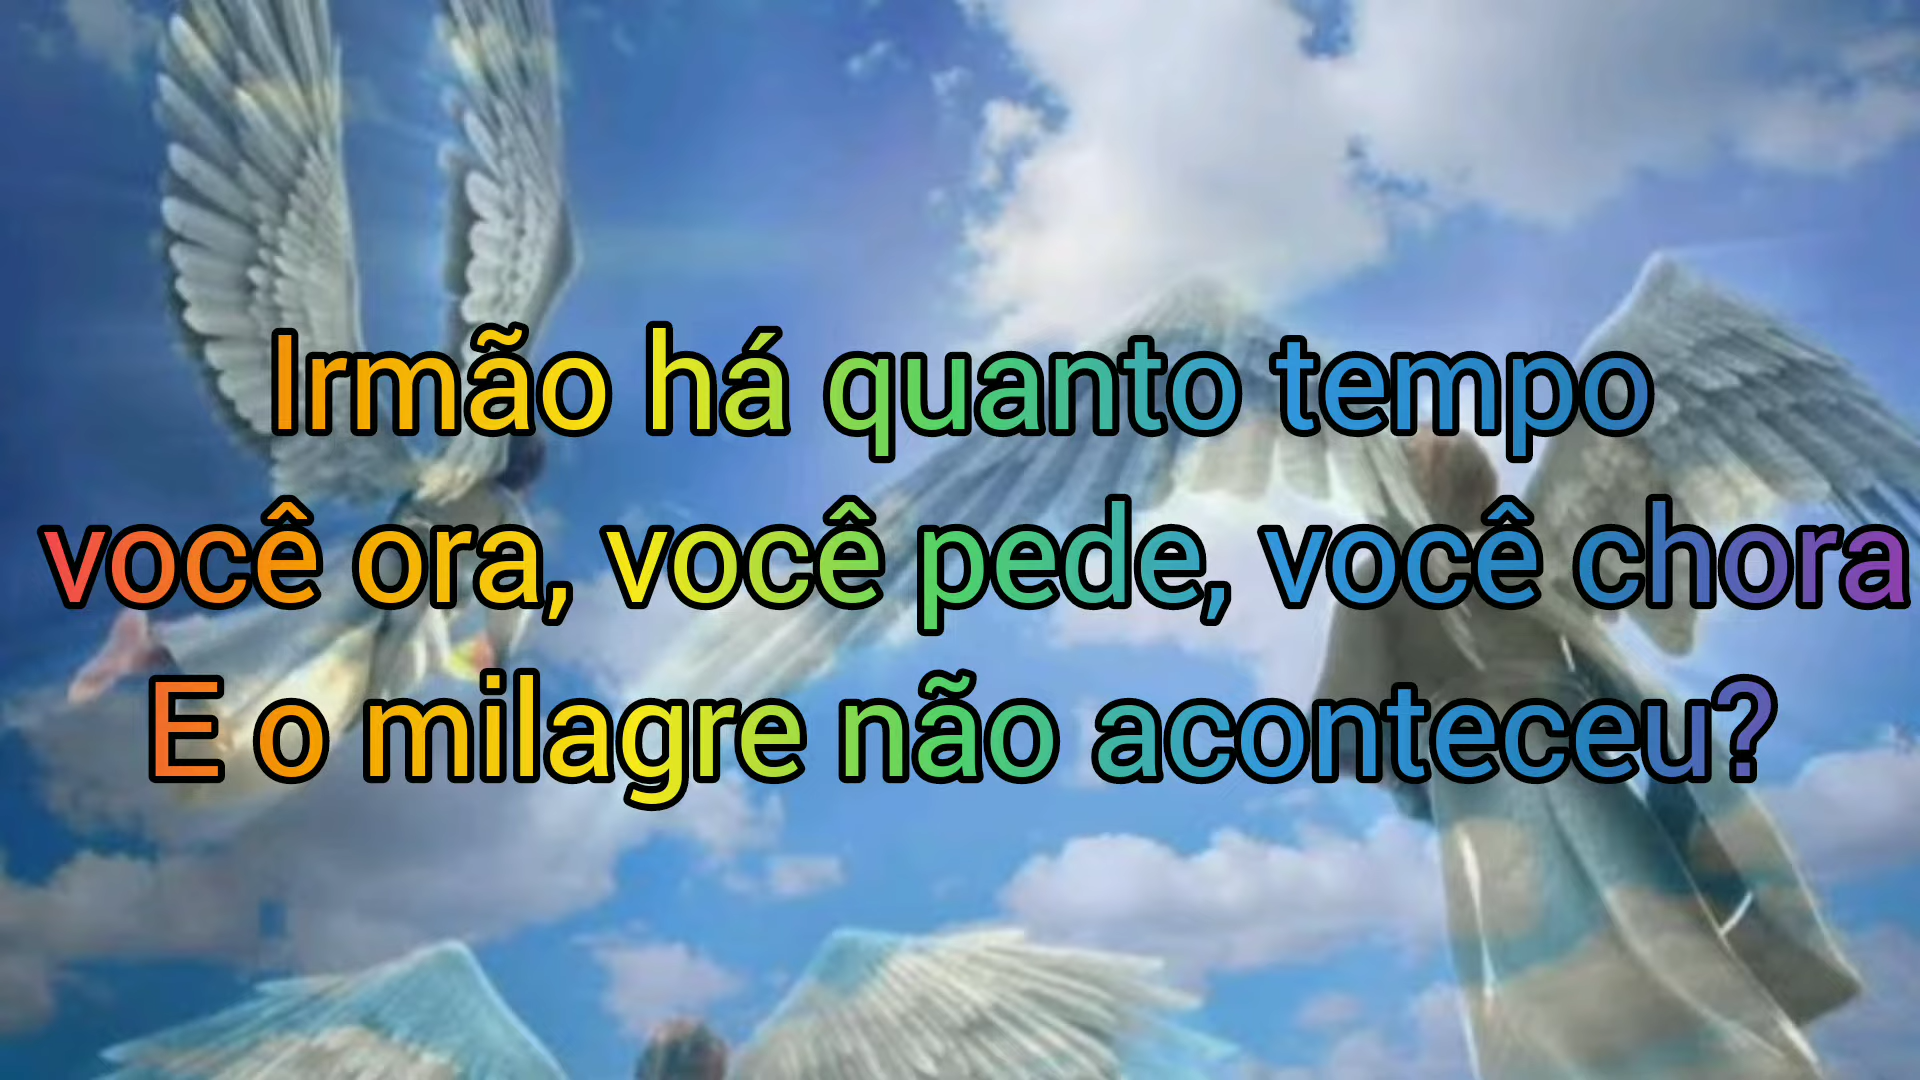 Irmão há quanto tempo
você ora, você pede, você chora
E o milagre não aconteceu?